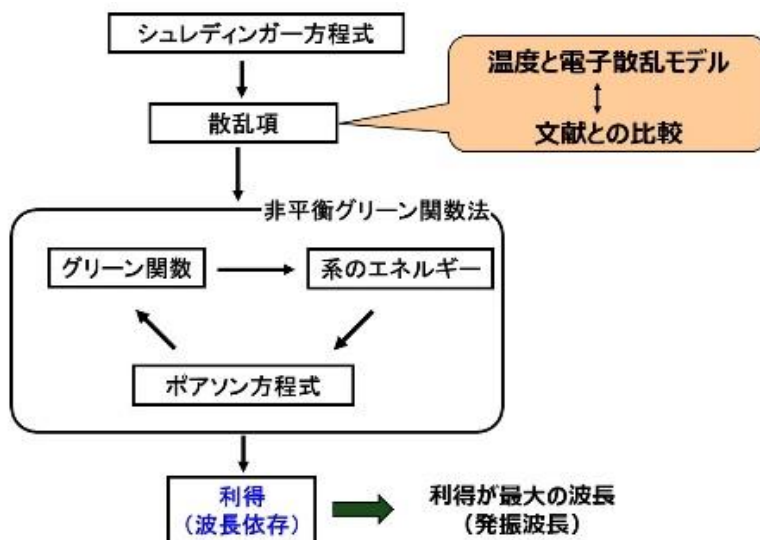 シュレディンガー方程式
温度と電子散乱モデル
散乱項
文献との比較
非平衡グリーン関数法
グリーン関数
系のエネルギー
ポアソン方程式
利得
(波長依存)
利得が最大の波長
(発振波長)